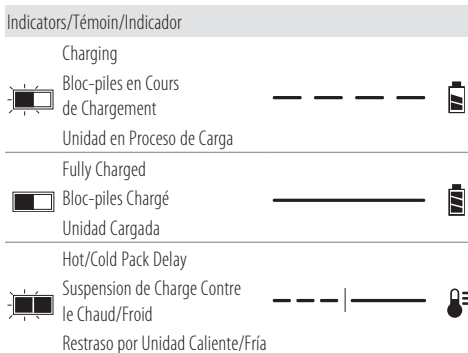 Indicators/Témoin/Indicador
Charging
Bloc-piles en Cours
de Chargement
Unidad en Proceso de Carga
Fully Charged
Bloc-piles Chargé
Unidad Cargada
Hot/Cold Pack Delay
Suspension de Charge Contre
le Chaud/Froid
Restraso por Unidad Caliente/Fría